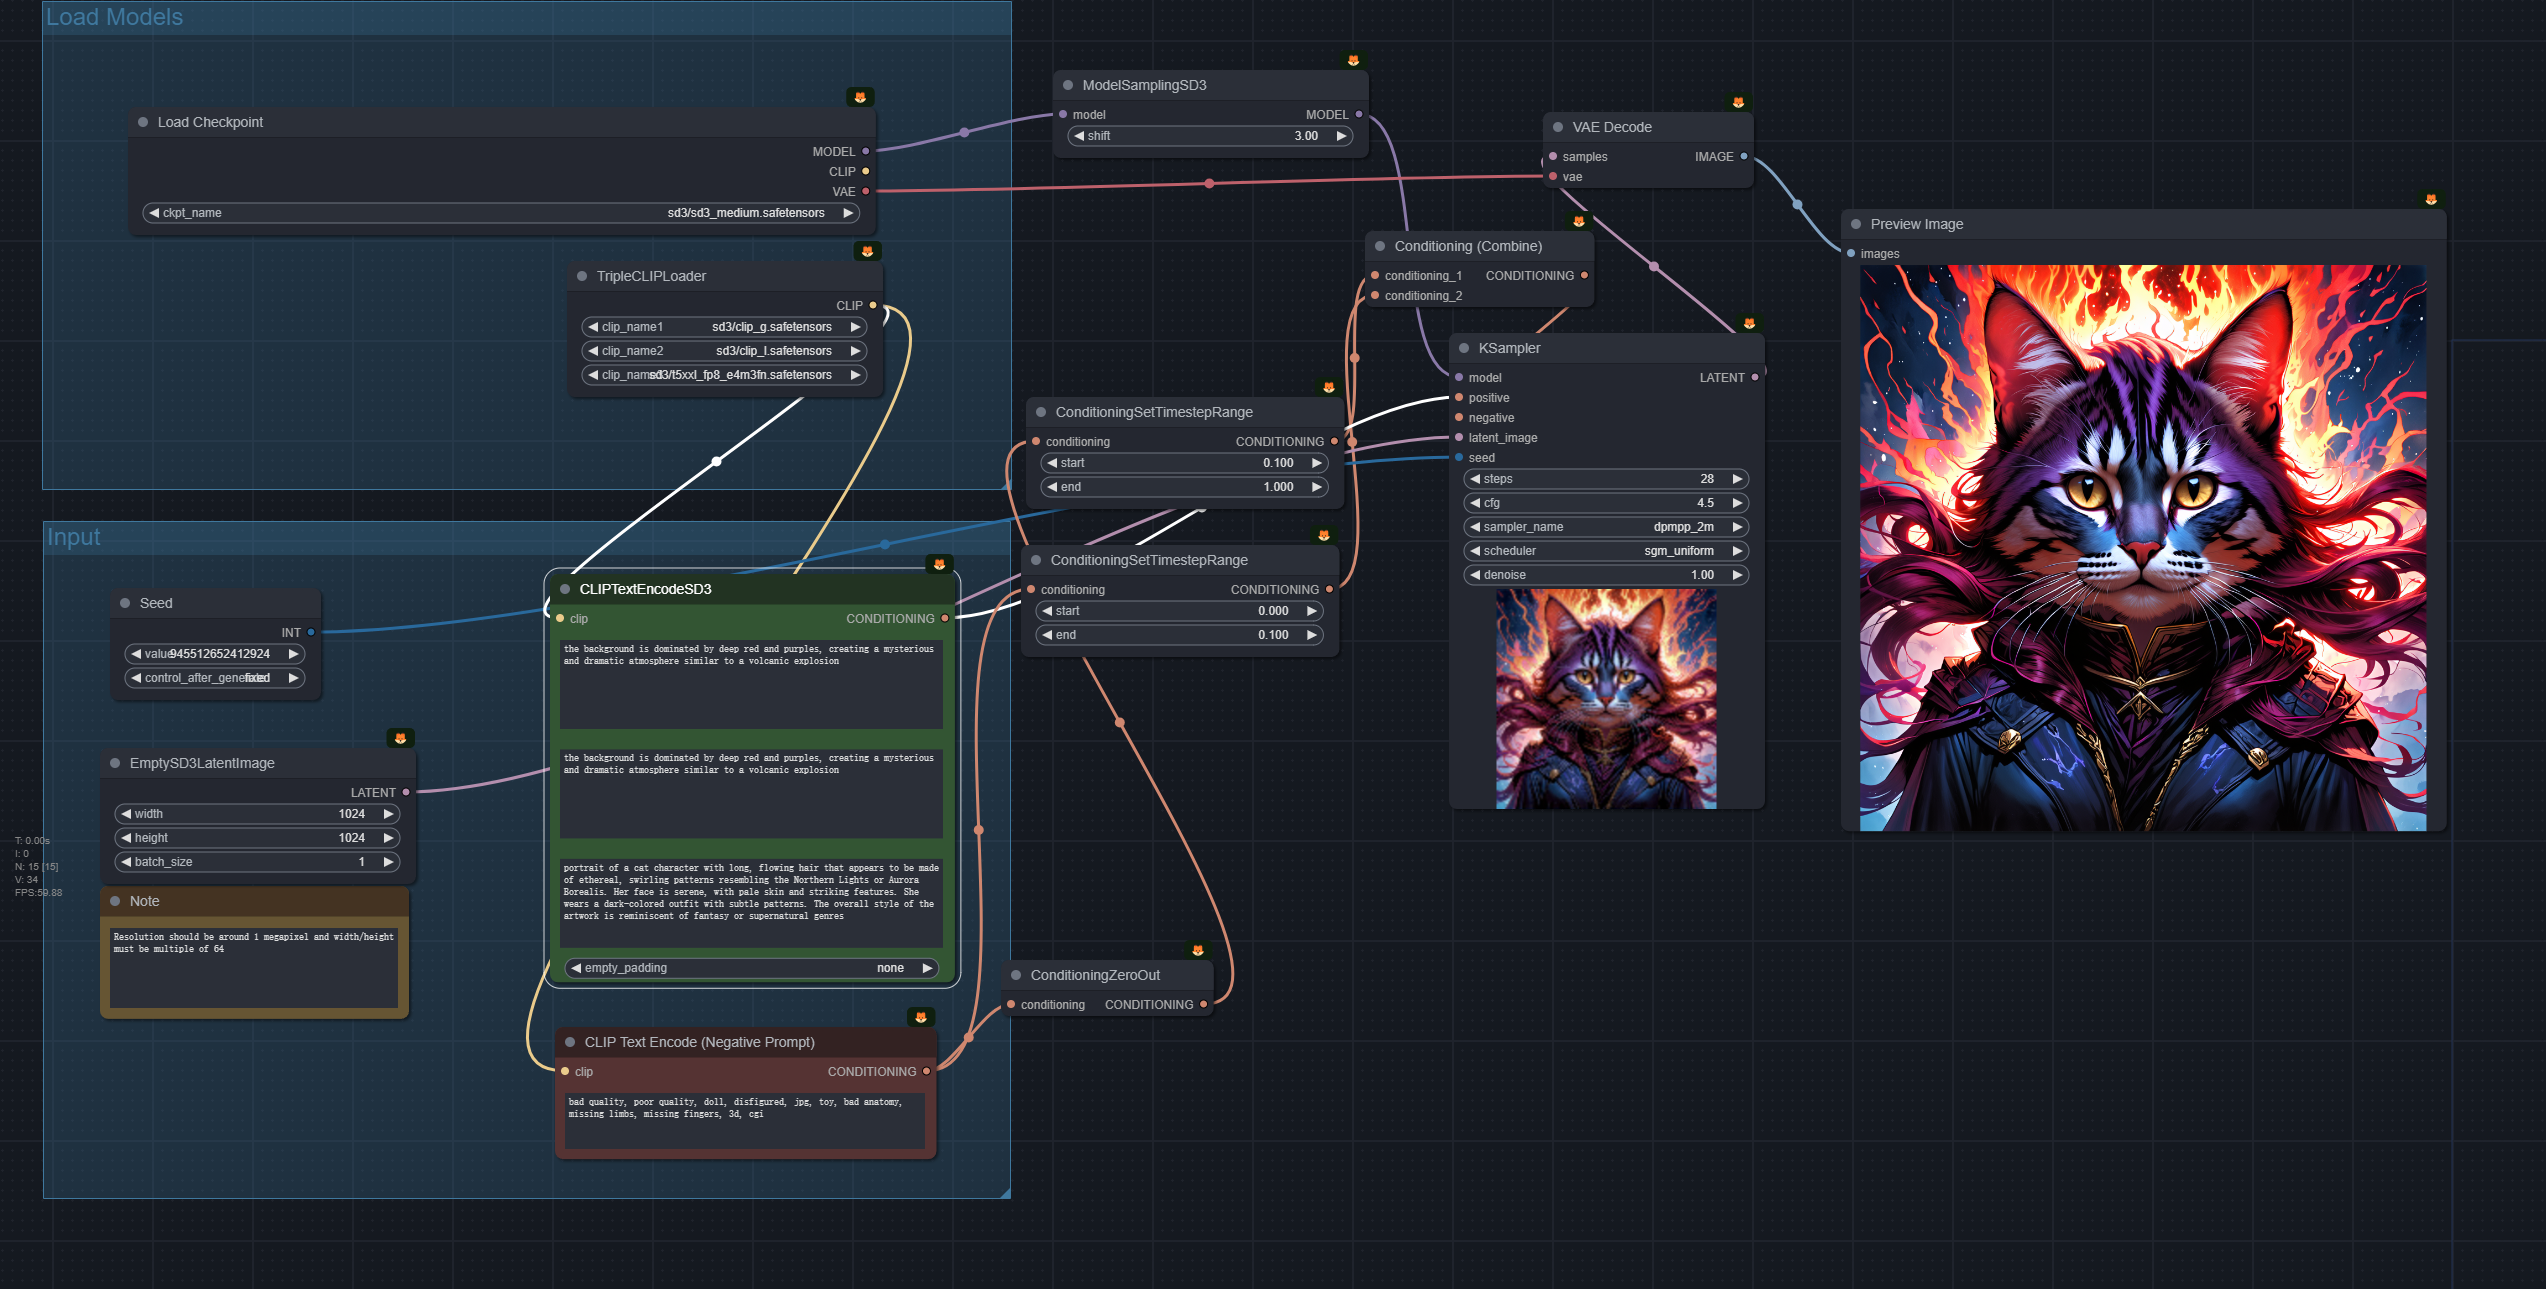 Load Models
Load Checkpoint
MODEL
CLIP
VAE
ckpt_name sd3/sd3_medium.safetensors
TripleCLIPLoader
CLIP
clip_name1 sd3/clip_g.safetensors
clip_name2 sd3/clip_l.safetensors
sd3/t5xxl_fp8_e4m3fn.safetensors
ModelSamplingSD3
model MODEL
shift 3.00
VAE Decode
samples IMAGE
vae
Conditioning (Combine)
conditioning_1 CONDITIONING
conditioning_2
Preview Image
images
KSampler
model LATENT
positive
negative
latent_image
seed
steps 28
cfg 4.5
sampler_name dpmpp_2m
scheduler sgm_uniform
denoise 1.00
ConditioningSetTimestepRange
conditioning CONDITIONING
start 0.100
end 1.000
ConditioningSetTimestepRange
conditioning CONDITIONING
start 0.000
end 0.100
Input
Seed
INT
value 945512652412924
EmptySD3LatentImage
LATENT
width 1024
height 1024
batch_size 1
T: 0.00s
I: 0
N: 15 [15]
V: 34
FPS:59.88
Note
Resolution should be around 1 megapixel and width/height
must be multiple of 64
CLIPTextEncodeSD3
clip CONDITIONING
the background is dominated by deep red and purples, creating a mysterious
and dramatic atmosphere similar to a volcanic explosion
the background is dominated by deep red and purples, creating a mysterious
and dramatic atmosphere similar to a volcanic explosion
portrait of a cat character with long, flowing hair that appears to be made
of ethereal, swirling patterns resembling the Northern Lights or Aurora
Borealis. Her face is serene, with pale skin and striking features. She
wears a dark-colored outfit with subtle patterns. The overall style of the
artwork is reminiscent of fantasy or supernatural genres
empty_padding none
CLIP Text Encode (Negative Prompt)
clip CONDITIONING
bad quality, poor quality, doll, disfigured, jpg, toy, bad anatomy,
missing limbs, missing fingers, 3d, cgi
ConditioningZeroOut
conditioning CONDITIONING